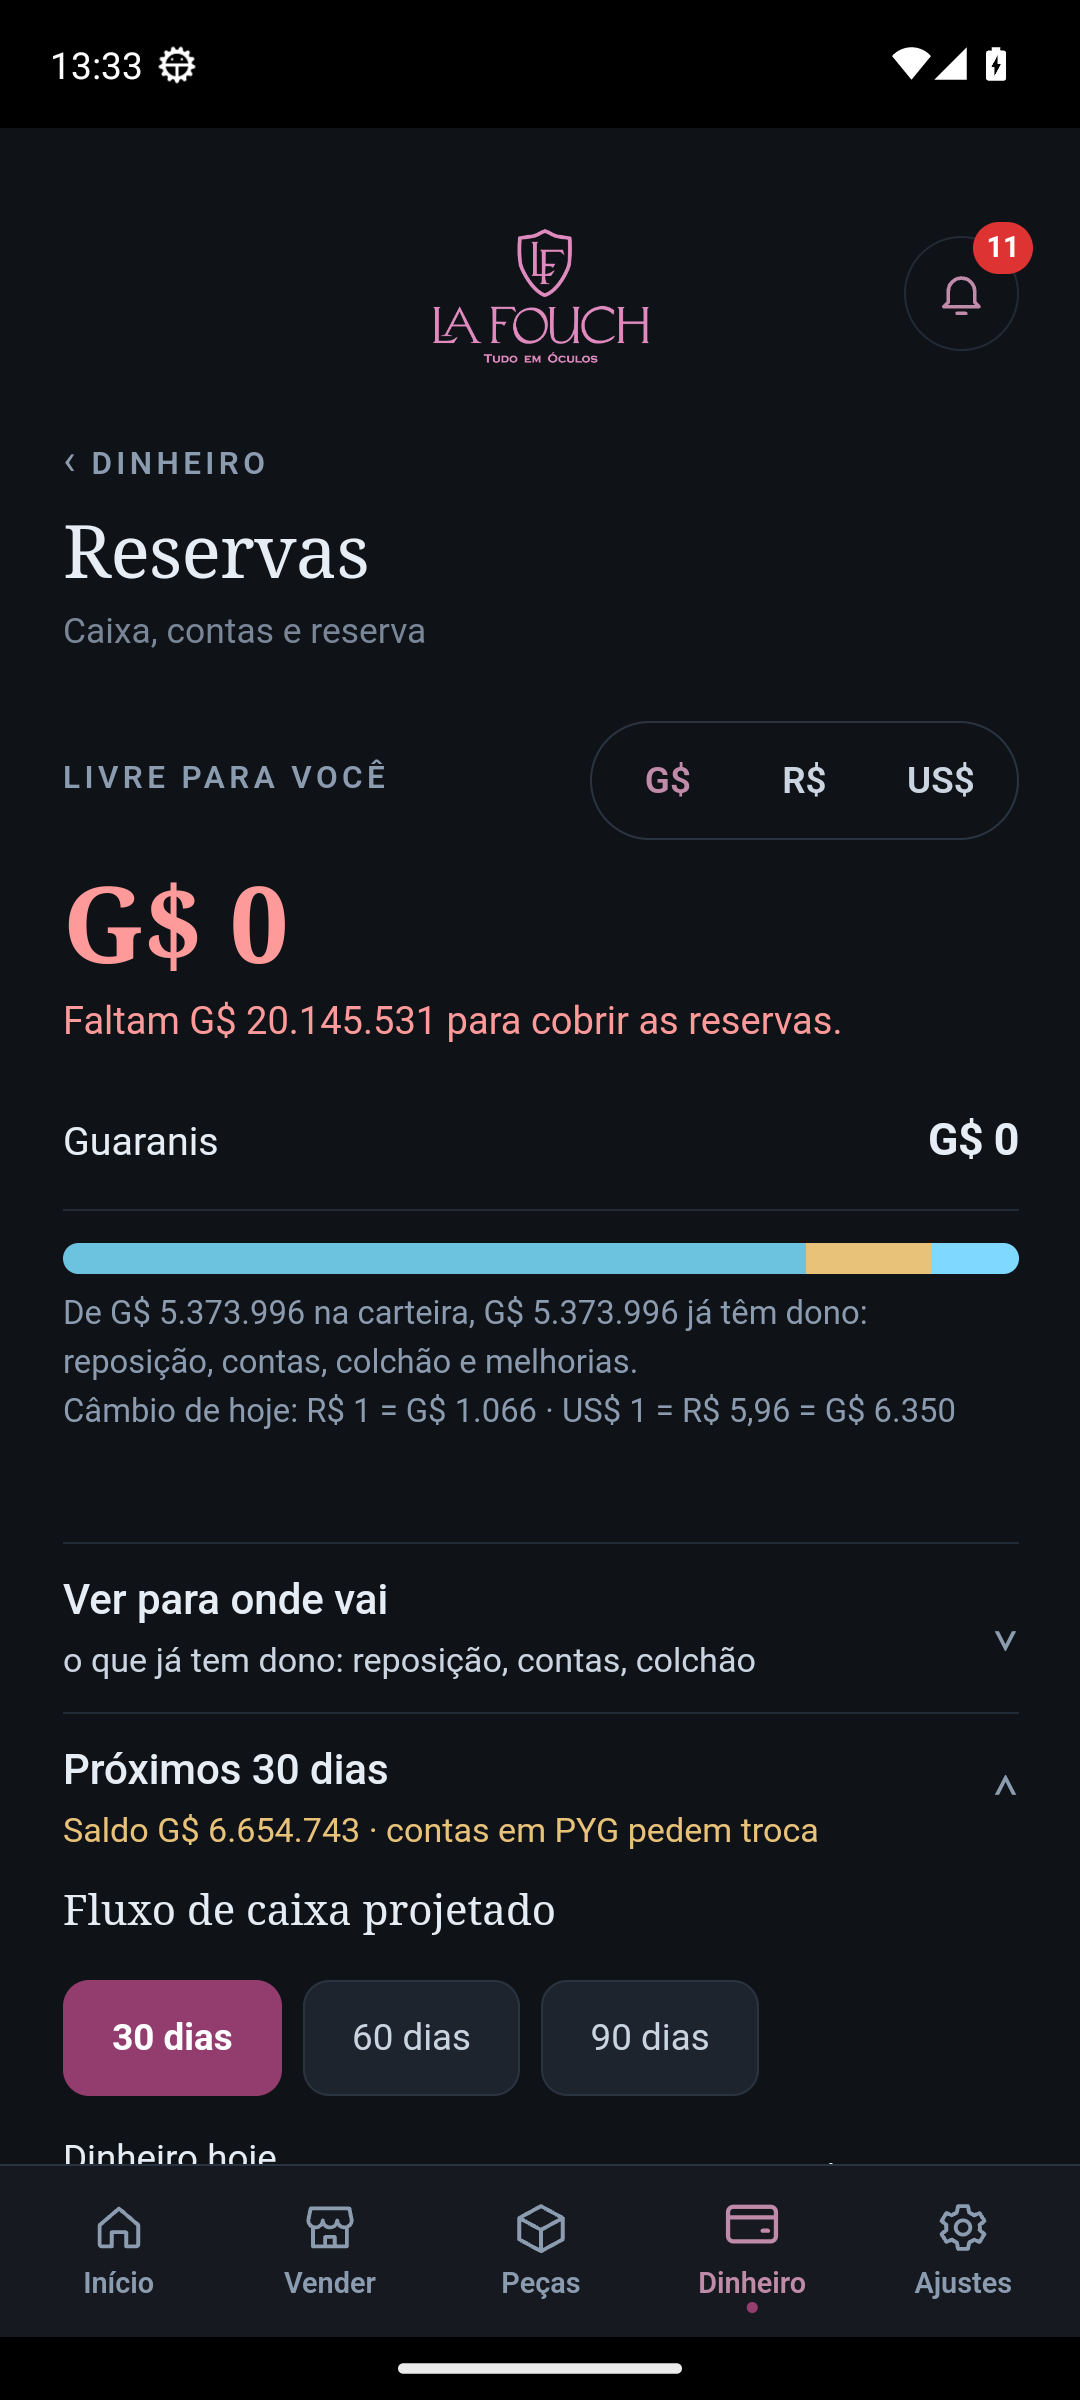 13:33
11
LF
LA FOUCH
TUDO EM ÓCULOS
‹ DINHEIRO
Reservas
Caixa, contas e reserva
LIVRE PARA VOCÊ
G$ R$ US$
G$ 0
Faltam G$ 20.145.531 para cobrir as reservas.
Guaranis G$ 0
De G$ 5.373.996 na carteira, G$ 5.373.996 já têm dono:
reposição, contas, colchão e melhorias.
Câmbio de hoje: R$ 1 = G$ 1.066 · US$ 1 = R$ 5,96 = G$ 6.350
Ver para onde vai
o que já tem dono: reposição, contas, colchão
Próximos 30 dias
Saldo G$ 6.654.743 · contas em PYG pedem troca
Fluxo de caixa projetado
30 dias 60 dias 90 dias
Dinheiro hoje
Início Vender Peças Dinheiro Ajustes